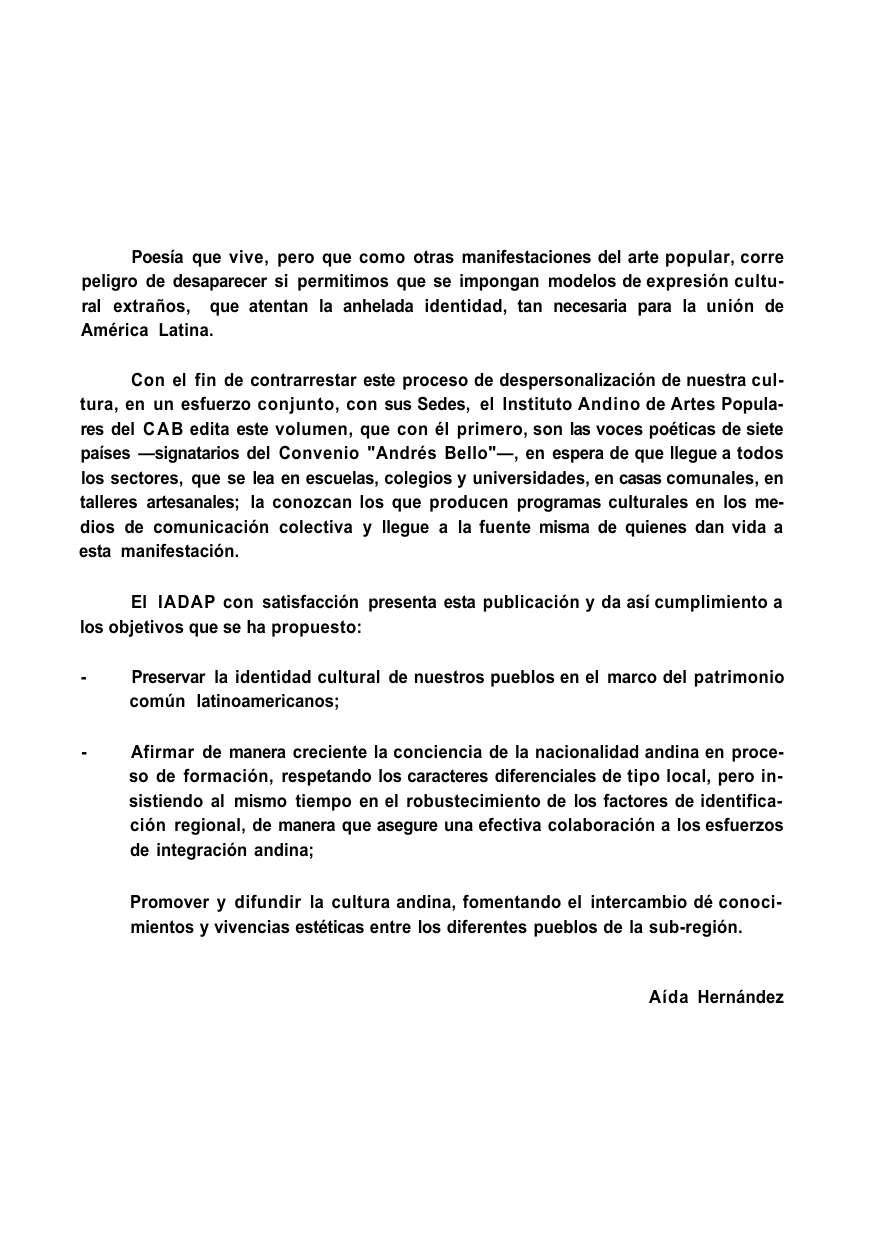 Poesía que vive, pero que como otras manifestaciones del arte popular, corre
peligro de desaparecer si permitimos que se impongan modelos de expresión cultu-
ral extraños, que atentan la anhelada identidad, tan necesaria para la unión de
América Latina.
Con el fin de contrarrestar este proceso de despersonalización de nuestra cul-
tura, en un esfuerzo conjunto, con sus Sedes, el Instituto Andino de Artes Popula-
res del CAB edita este volumen, que con él primero, son las voces poéticas de siete
países —signatarios del Convenio "Andrés Bello"—, en espera de que llegue a todos
los sectores, que se lea en escuelas, colegios y universidades, en casas comunales, en
talleres artesanales; la conozcan los que producen programas culturales en los me-
dios de comunicación colectiva y llegue a la fuente misma de quienes dan vida a
esta manifestación.
El IADAP con satisfacción presenta esta publicación y da así cumplimiento a
los objetivos que se ha propuesto:
- Preservar la identidad cultural de nuestros pueblos en el marco del patrimonio
común latinoamericanos;
- Afirmar de manera creciente la conciencia de la nacionalidad andina en proce-
so de formación, respetando los caracteres diferenciales de tipo local, pero in-
sistiendo al mismo tiempo en el robustecimiento de los factores de identifica-
ción regional, de manera que asegure una efectiva colaboración a los esfuerzos
de integración andina;
Promover y difundir la cultura andina, fomentando el intercambio dé conoci-
mientos y vivencias estéticas entre los diferentes pueblos de la sub-región.
Aída Hernández